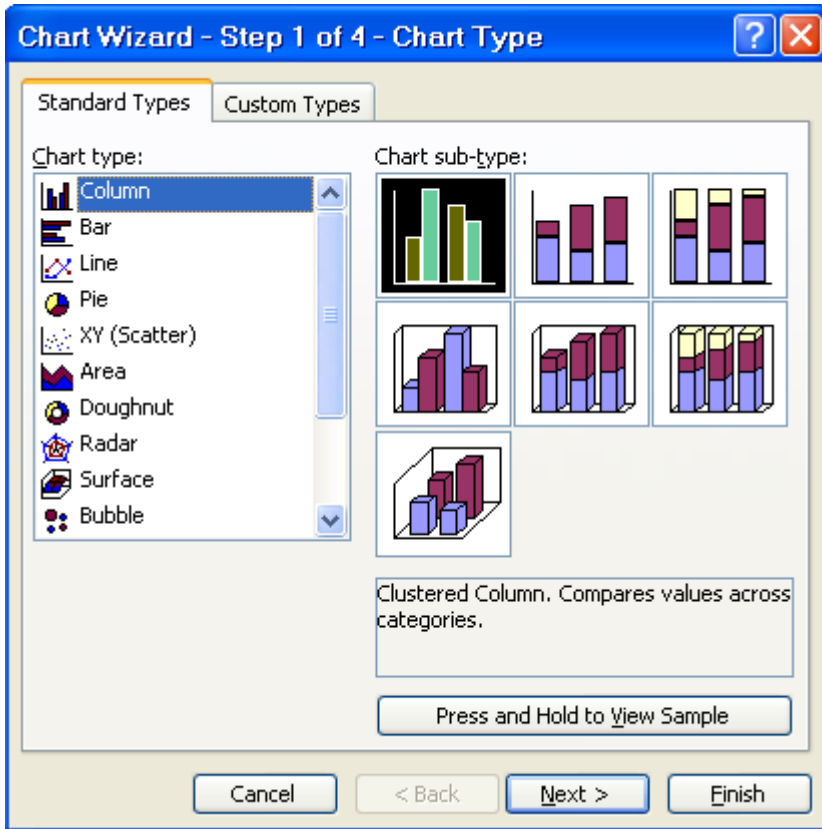 Chart Wizard - Step 1 of 4 - Chart Type
Standard Types
Custom Types
Chart type:
Column
Bar
Line
Pie
XY (Scatter)
Area
Doughnut
Radar
Surface
Bubble
Chart sub-type:
Clustered Column. Compares values across
categories.
Press and Hold to View Sample
Cancel
< Back
Next >
Finish